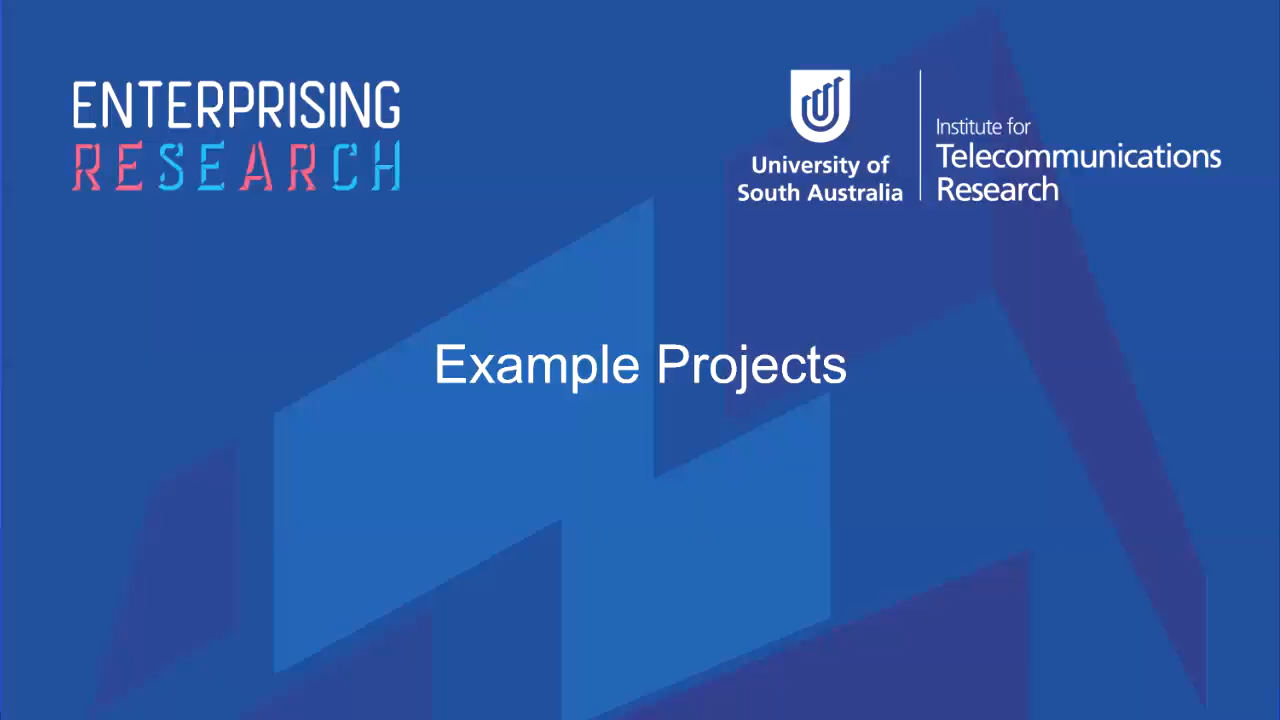 ENTERPRISING
RESEARCH
University of
South Australia
Institute for
Telecommunications
Research
Example Projects